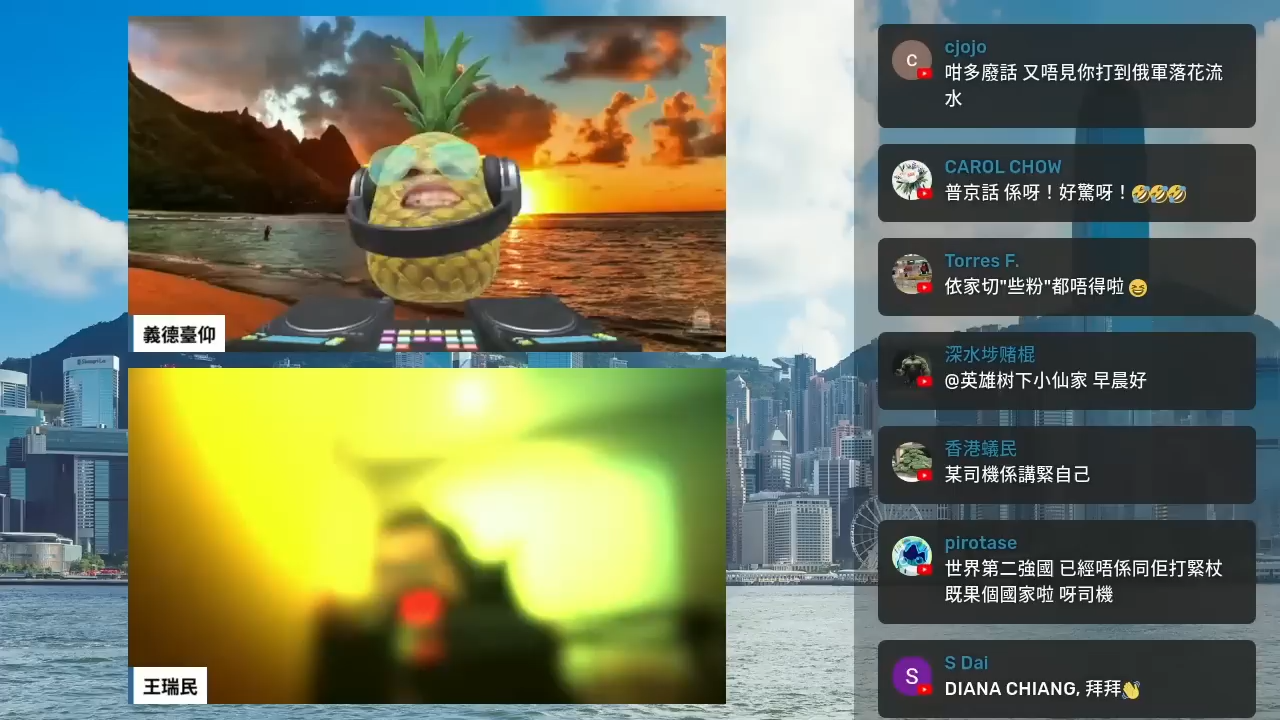 義德臺仰
王瑞民
cjojo
咁多廢話 又唔見你打到俄軍落花流
水
CAROL CHOW
普京話 係呀！好驚呀！🤣🤣🤣
Torres F.
依家切"些粉"都唔得啦 😆
深水埗赌棍
@英雄树下小仙家 早晨好
香港蟻民
某司機係講緊自己
pirotase
世界第二強國 已經唔係同佢打緊杖
既果個國家啦 呀司機
S Dai
DIANA CHIANG, 拜拜👋